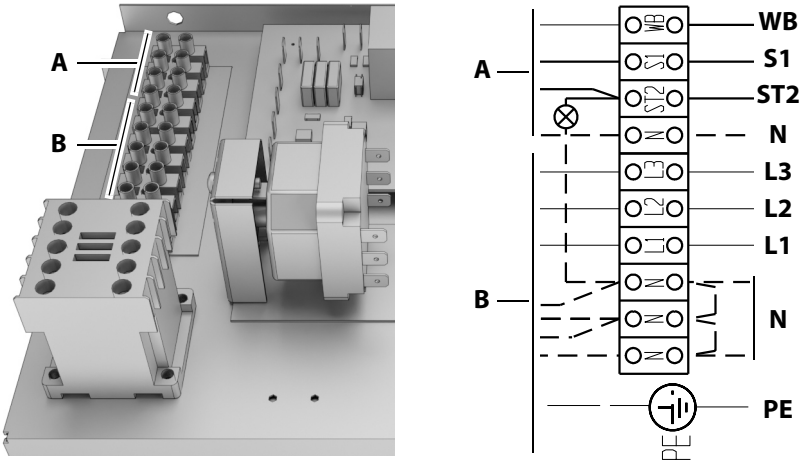 A
B
A
B
WB WB
S1 S1
ST2 ST2
N N
L3 L3
L2 L2
L1 L1
N
N N
N
PE
PE